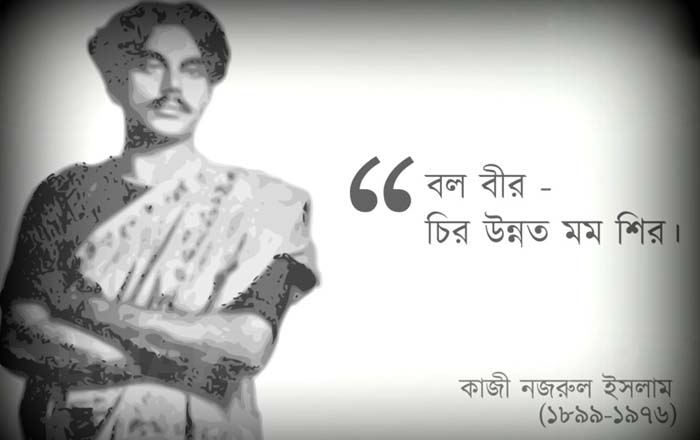 “ বল বীর -
চির উন্নত মম শির।
কাজী নজরুল ইসলাম
(১৮৯৯-১৯৭৬)